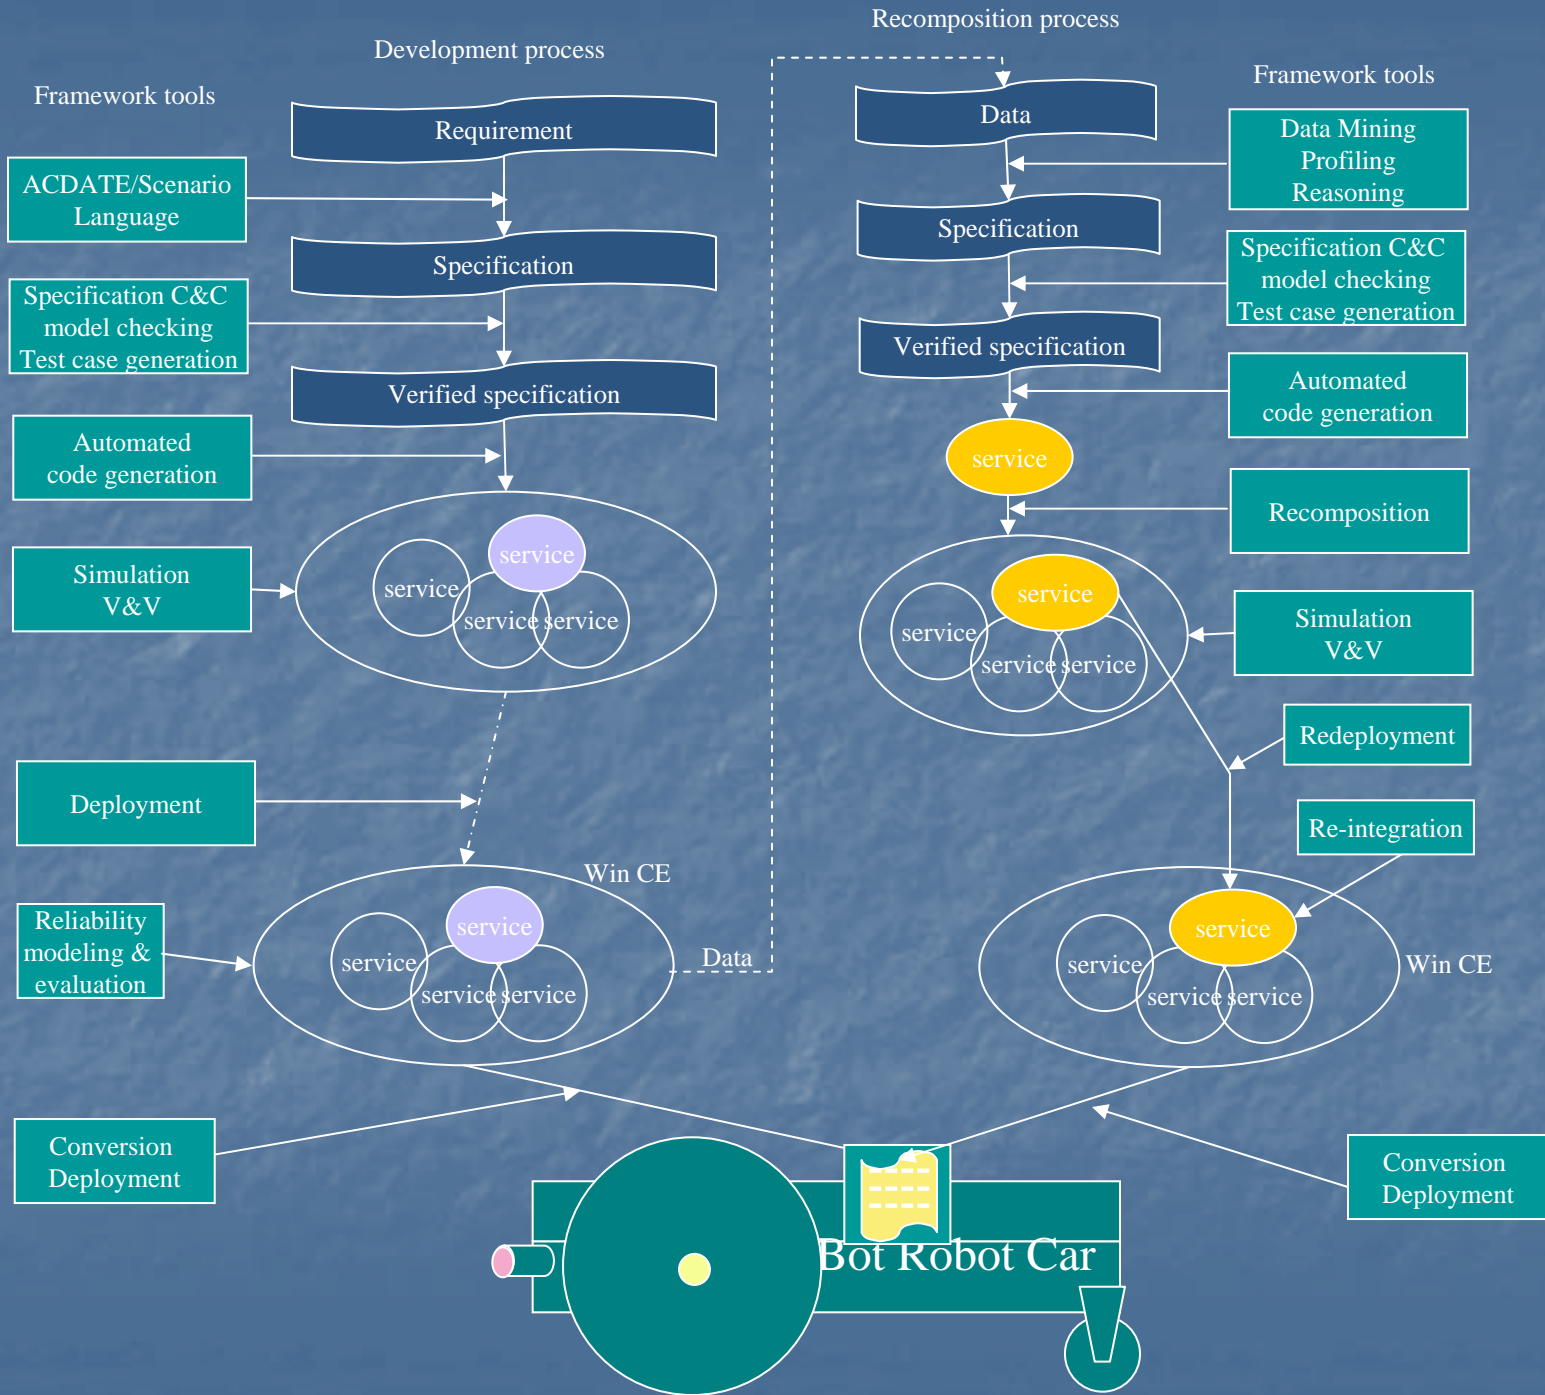 Recomposition process
Development process
Framework tools
Framework tools
Requirement
Data
Data Mining
Profiling
Reasoning
ACDATE/Scenario
Language
Specification
Specification
Specification C&C
model checking
Test case generation
Specification C&C
model checking
Test case generation
Verified specification
Verified specification
Automated
code generation
Automated
code generation
service
Recomposition
Simulation
V&V
service
service
service
service
service
service
service
service
Simulation
V&V
Redeployment
Deployment
Re-integration
Win CE
Reliability
modeling &
evaluation
service
service
service
service
Data
service
service
service
service
Win CE
Conversion
Deployment
Conversion
Deployment
Bot Robot Car